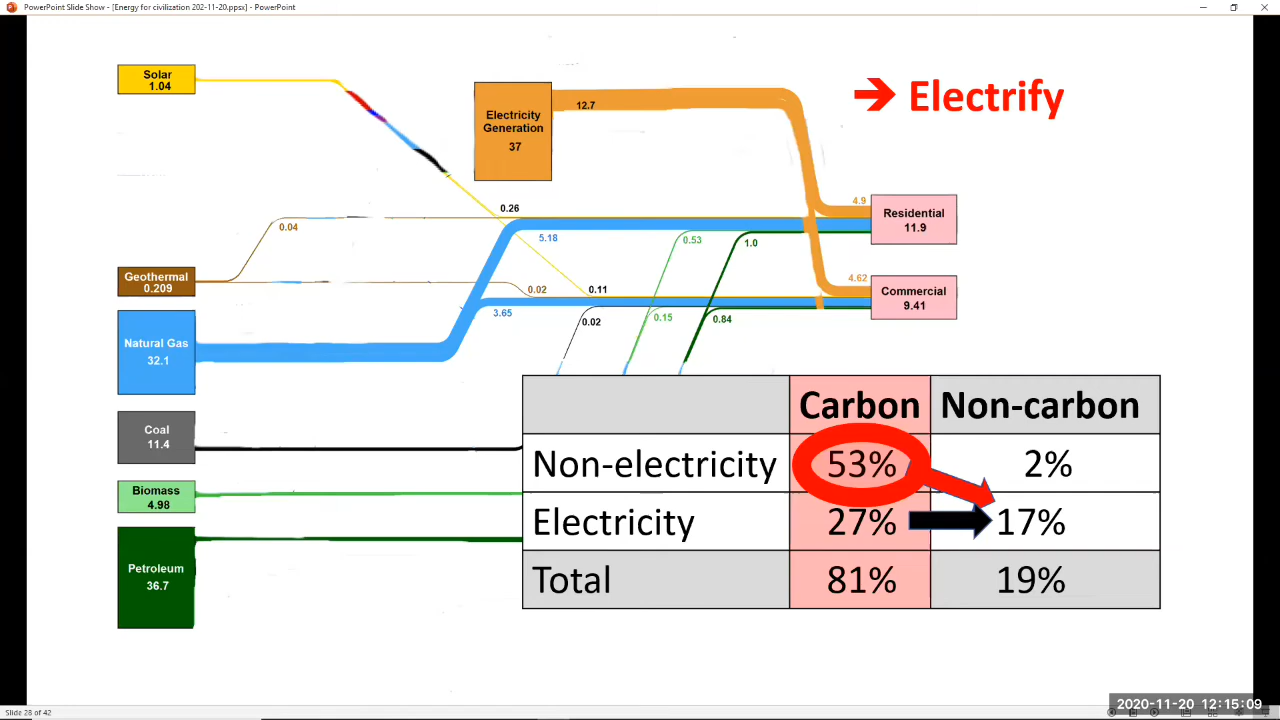 PowerPoint Slide Show - [Energy for civilization 202-11-20.ppsx] - PowerPoint
Solar
1.04
Electricity
Generation
37
12.7
➔ Electrify
0.26
4.9
Residential
11.9
0.04
5.18
0.53
1.0
Geothermal
0.209
0.02
0.11
4.62
Commercial
9.41
3.65
0.02
0.15
0.84
Natural Gas
32.1
Coal
11.4
Biomass
4.98
Petroleum
36.7
Carbon Non-carbon
Non-electricity 53% 2%
Electricity 27% 17%
Total 81% 19%
2020-11-20 12:15:09
Slide 28 of 42